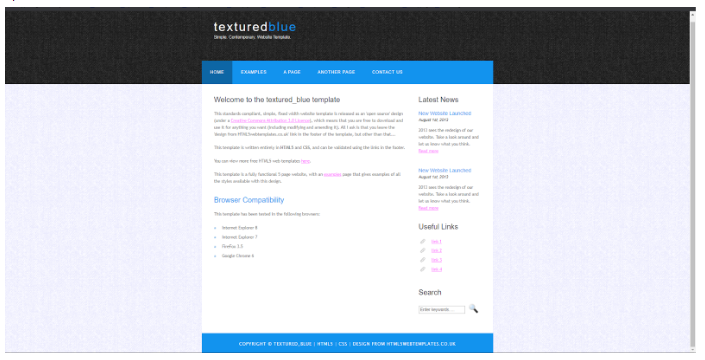 texturedblue
Simple. Contemporary. Website Template.
HOME EXAMPLES A PAGE ANOTHER PAGE CONTACT US
Welcome to the textured_blue template
This standards compliant, simple, fixed width website template is released as an 'open source' design
(under a Creative Commons Attribution 3.0 Licence), which means that you are free to download and
use it for anything you want (including modifying and amending it). All I ask is that you leave the
'design from HTML5webtemplates.co.uk' link in the footer of the template, but other than that...
This template is written entirely in HTML5 and CSS, and can be validated using the links in the footer.
You can view more free HTML5 web templates here.
This template is a fully functional 5 page website, with an examples page that gives examples of all
the styles available with this design.
Browser Compatibility
This template has been tested in the following browsers:
Internet Explorer 8
Internet Explorer 7
FireFox 3.5
Google Chrome 6
Latest News
New Website Launched
August 1st, 2012
2012 sees the redesign of our
website. Take a look around and
let us know what you think.
Read more
New Website Launched
August 1st, 2012
2012 sees the redesign of our
website. Take a look around and
let us know what you think.
Read more
Useful Links
link 1
link 2
link 3
link 4
Search
Enter keywords ...
COPYRIGHT © TEXTURED_BLUE | HTML5 | CSS | DESIGN FROM HTML5WEBTEMPLATES.CO.UK